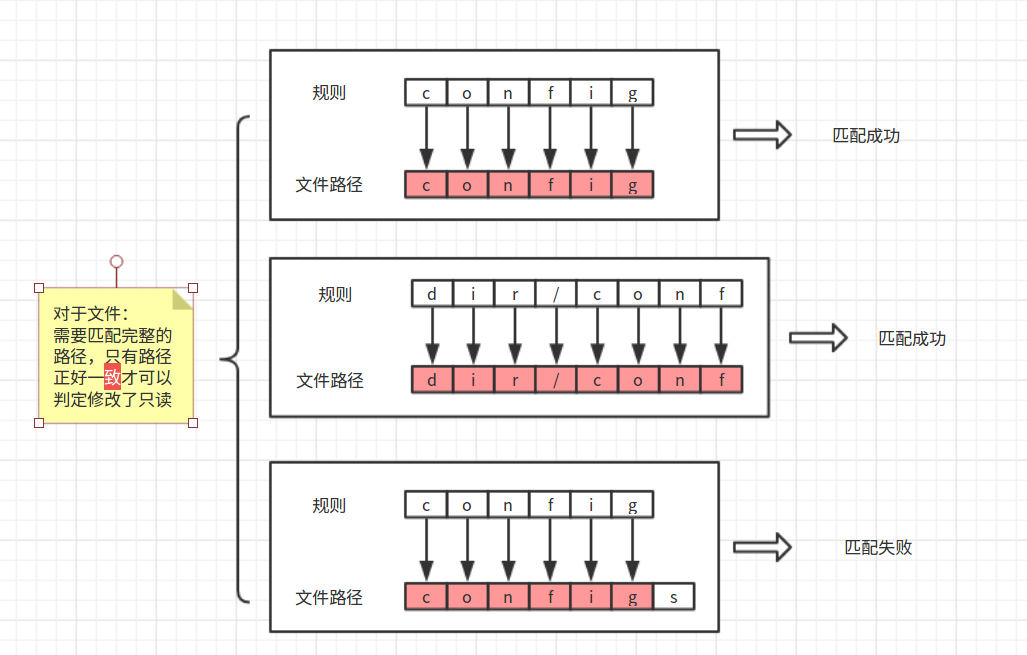 规则
c o n f i g
文件路径
c o n f i g
匹配成功
对于文件：
需要匹配完整的
路径，只有路径
正好一致才可以
判定修改了只读
规则
d i r / c o n f
文件路径
d i r / c o n f
匹配成功
规则
c o n f i g
文件路径
c o n f i g s
匹配失败